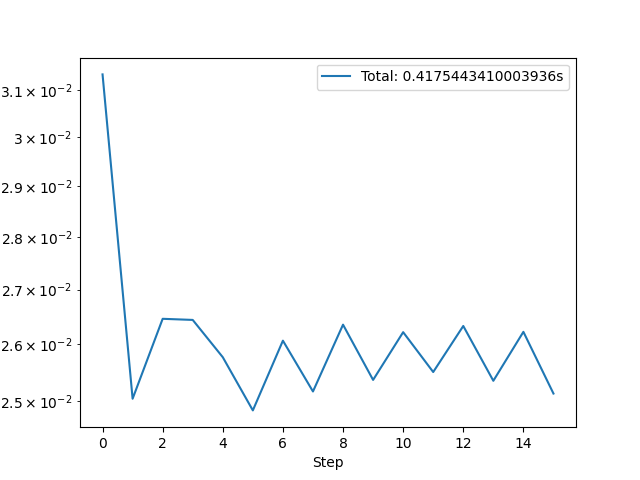 Total: 0.4175443410003936s
3.1 × 10⁻²
3 × 10⁻²
2.9 × 10⁻²
2.8 × 10⁻²
2.7 × 10⁻²
2.6 × 10⁻²
2.5 × 10⁻²
0 2 4 6 8 10 12 14
Step